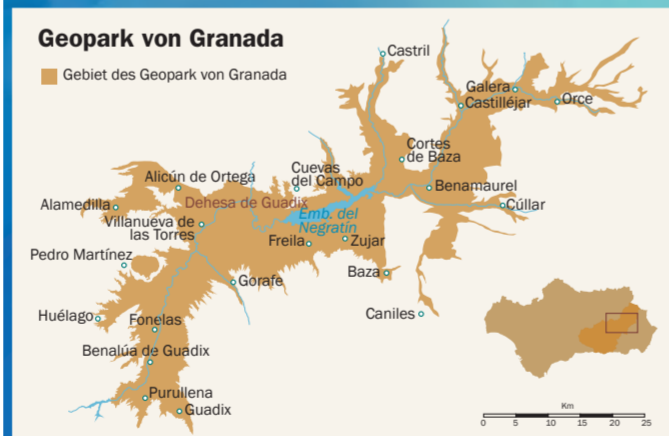 Geopark von Granada
Gebiet des Geopark von Granada
Castril
Galera
Castilléjar
Orce
Cortes
de Baza
Cuevas
del Campo
Alicún de Ortega
Benamaurel
Alamedilla
Dehesa de Guadix
Cúllar
Villanueva de
las Torres
Emb. del
Negratín
Freila
Zujar
Pedro Martínez
Baza
Gorafe
Huélago
Fonelas
Caniles
Benalúa de Guadix
Purullena
Guadix
Km
0 5 10 15 20 25